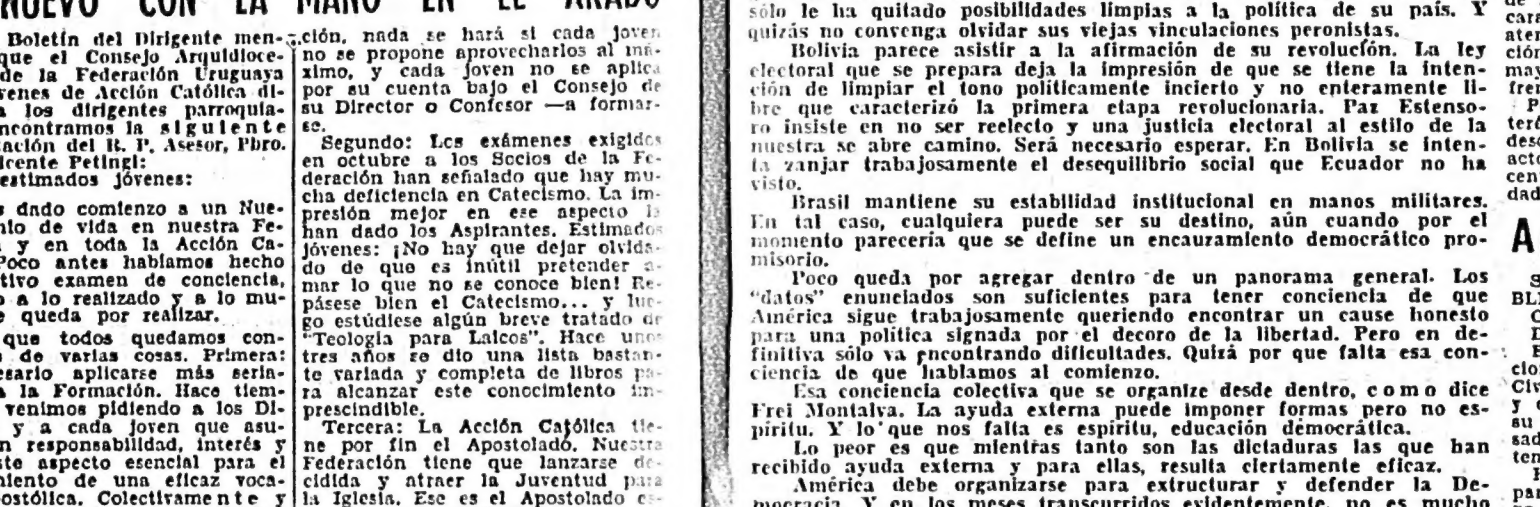 NUEVO CON LA MANO EN EL ARADO
Boletín del Dirigente men-
que el Consejo Arquidioce-
de la Federación Uruguaya
venes de Acción Católica di-
a los dirigentes parroquia-
ncontramos la siguiente
ación del R. P. Asesor, Pbro.
icente Petingi:
estimados jóvenes:
s dado comienzo a un Nue-
nto de vida en nuestra Fe-
y en toda la Acción Ca-
Poco antes habíamos hecho
tivo examen de conciencia,
o a lo realizado y a lo mu-
e queda por realizar.
que todos quedamos con-
s de varias cosas. Primera:
esario aplicarse más seria-
a la Formación. Hace tiem-
venimos pidiendo a los Di-
y a cada joven que asu-
n responsabilidad, interés y
ste aspecto esencial para el
miento de una eficaz voca-
postólica. Colectivamente y
ción, nada se hará si cada joven
no se propone aprovecharlos al má-
ximo, y cada joven no se aplica
por su cuenta bajo el Consejo de
su Director o Confesor —a formar-
se.
Segundo: Los exámenes exigidos
en octubre a los Socios de la Fe-
deración han señalado que hay mu-
cha deficiencia en Catecismo. La im-
presión mejor en ese aspecto la
han dado los Aspirantes. Estimados
jóvenes: ¡No hay que dejar olvida-
do de que es inútil pretender a-
mar lo que no se conoce bien! Re-
pásese bien el Catecismo... y lue-
go estúdiese algún breve tratado de
"Teología para Laicos". Hace unos
tres años se dio una lista bastan-
te variada y completa de libros pa-
ra alcanzar este conocimiento im-
prescindible.
Tercera: La Acción Católica tie-
ne por fin el Apostolado. Nuestra
Federación tiene que lanzarse de-
cidida y atraer la Juventud para
la Iglesia. Ese es el Apostolado es-
sólo le ha quitado posibilidades limpias a la política de su país. Y
quizás no convenga olvidar sus viejas vinculaciones peronistas.
Bolivia parece asistir a la afirmación de su revolución. La ley
electoral que se prepara deja la impresión de que se tiene la inten-
ción de limpiar el tono políticamente incierto y no enteramente li-
bre que caracterizó la primera etapa revolucionaria. Paz Estenso-
ro insiste en no ser reelecto y una justicia electoral al estilo de la
nuestra se abre camino. Será necesario esperar. En Bolivia se inten-
ta zanjar trabajosamente el desequilibrio social que Ecuador no ha
visto.
Brasil mantiene su estabilidad institucional en manos militares.
En tal caso, cualquiera puede ser su destino, aún cuando por el
momento parecería que se define un encauzamiento democrático pro-
misorio.
Poco queda por agregar dentro de un panorama general. Los
"datos" enunciados son suficientes para tener conciencia de que
América sigue trabajosamente queriendo encontrar un cause honesto
para una política signada por el decoro de la libertad. Pero en de-
finitiva sólo va encontrando dificultades. Quizá por que falta esa con-
ciencia de que hablamos al comienzo.
Esa conciencia colectiva que se organize desde dentro, como dice
Frei Montalva. La ayuda externa puede imponer formas pero no es-
píritu. Y lo que nos falta es espíritu, educación democrática.
Lo peor es que mientras tanto son las dictaduras las que han
recibido ayuda externa y para ellas, resulta ciertamente eficaz.
América debe organizarse para extructurar y defender la De-
mocracia. Y en los meses transcurridos evidentemente, no es mucho
car
aten
ción
may
fren
P
teró
desc
acto
cent
dad
A
S
BL
C
E
cio
Civ
y c
su
sad
ten
par